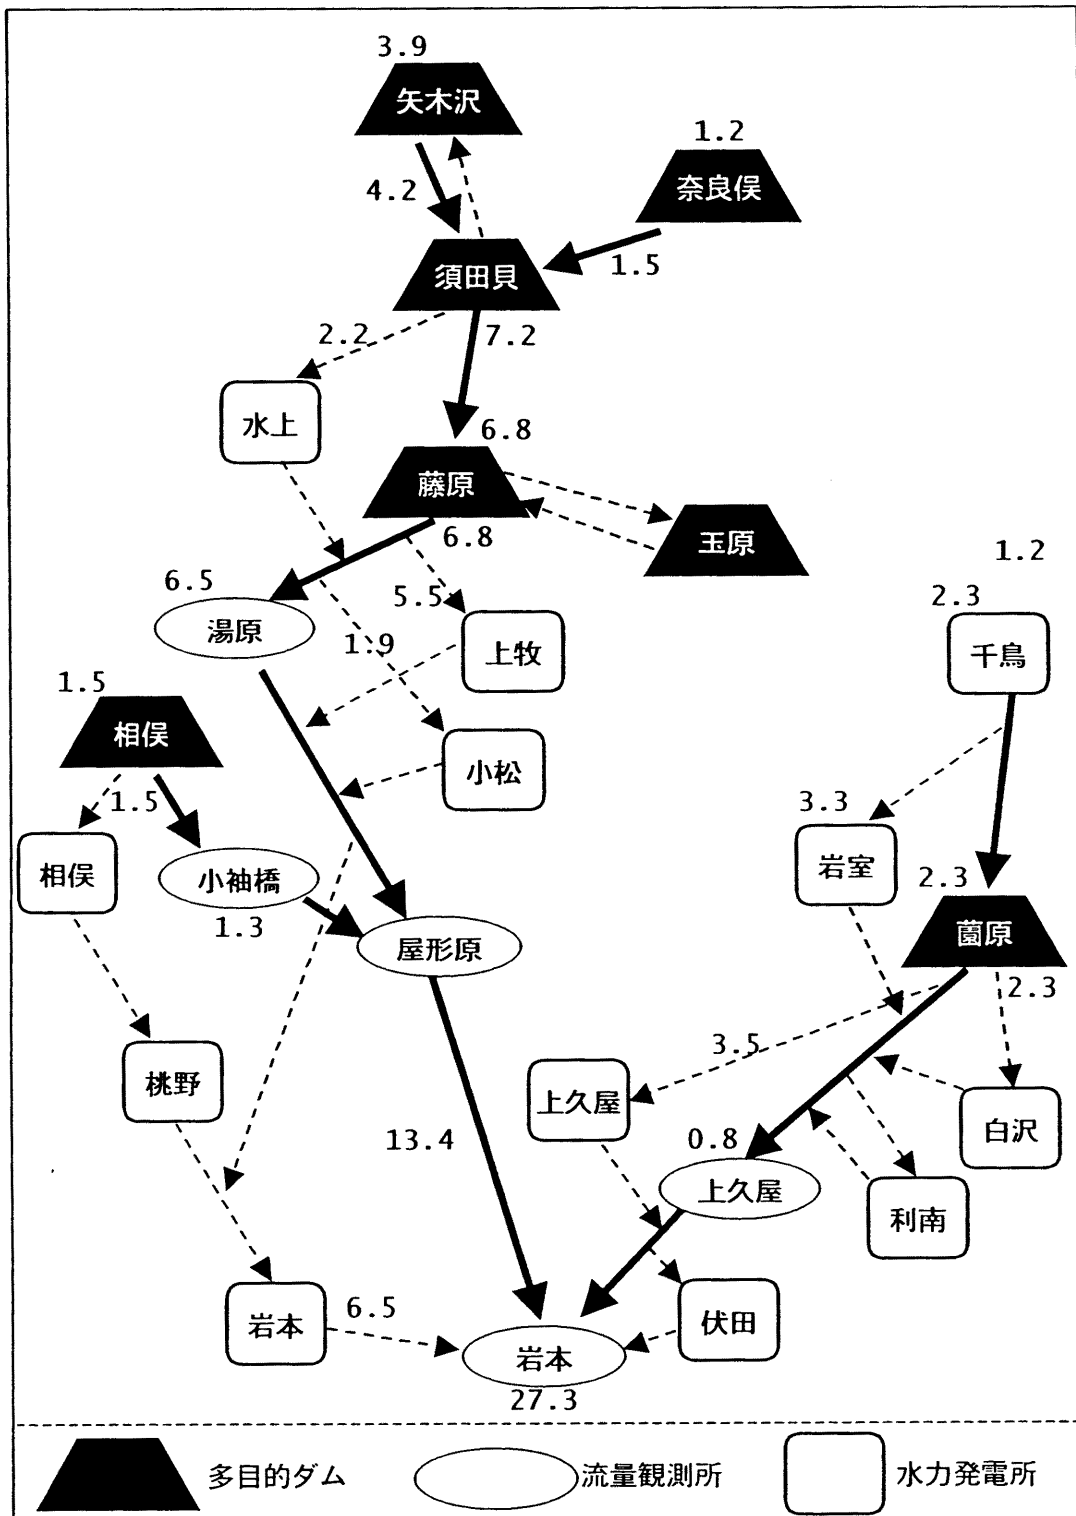 3.9
矢木沢
1.2
奈良俣
4.2
1.5
須田貝
2.2
7.2
水上
6.8
藤原
6.8
玉原
1.2
6.5
湯原
5.5
2.3
千鳥
1.9
上牧
1.5
相俣
小松
1.5
3.3
相俣
小袖橋
岩室
2.3
1.3
屋形原
薗原
2.3
3.5
桃野
上久屋
13.4
0.8
白沢
上久屋
利南
岩本
6.5
伏田
岩本
27.3
多目的ダム
流量観測所
水力発電所